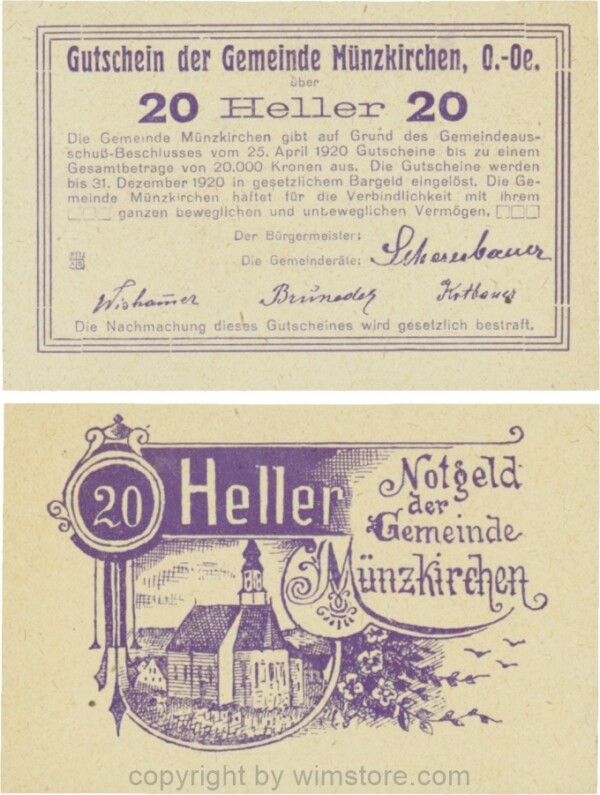 Gutschein der Gemeinde Münzkirchen, O.-Oe.
über
20 Heller 20
Die Gemeinde Münzkirchen gibt auf Grund des Gemeindeaus-
schuß-Beschlusses vom 25. April 1920 Gutscheine bis zu einem
Gesamtbetrage von 20.000 Kronen aus. Die Gutscheine werden
bis 31. Dezember 1920 in gesetzlichem Bargeld eingelöst. Die Ge-
meinde Münzkirchen haftet für die Verbindlichkeit mit ihrem
ganzen beweglichen und unbeweglichen Vermögen.
Der Bürgermeister:
Die Gemeinderäte:
Die Nachmachung dieses Gutscheines wird gesetzlich bestraft.
20 Heller
Notgeld
der
Gemeinde
Münzkirchen
copyright by wimstore.com